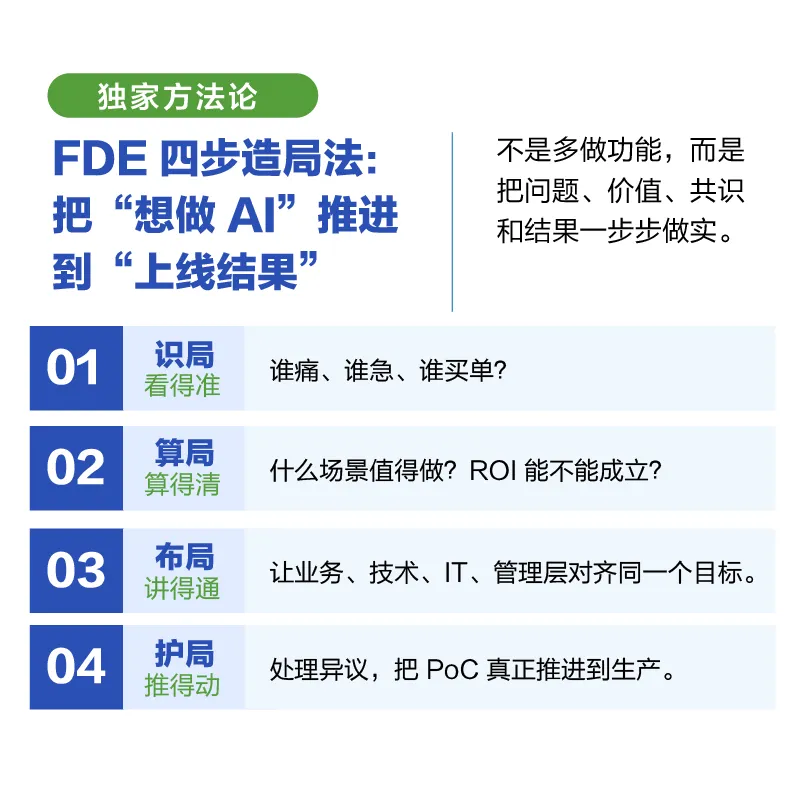 独家方法论
FDE 四步造局法:
把“想做 AI”推进
到“上线结果”
不是多做功能，而是
把问题、价值、共识
和结果一步步做实。
01
识局
看得准
谁痛、谁急、谁买单?
02
算局
算得清
什么场景值得做? ROI 能不能成立?
03
布局
讲得通
让业务、技术、IT、管理层对齐同一个目标。
04
护局
推得动
处理异议，把 PoC 真正推进到生产。